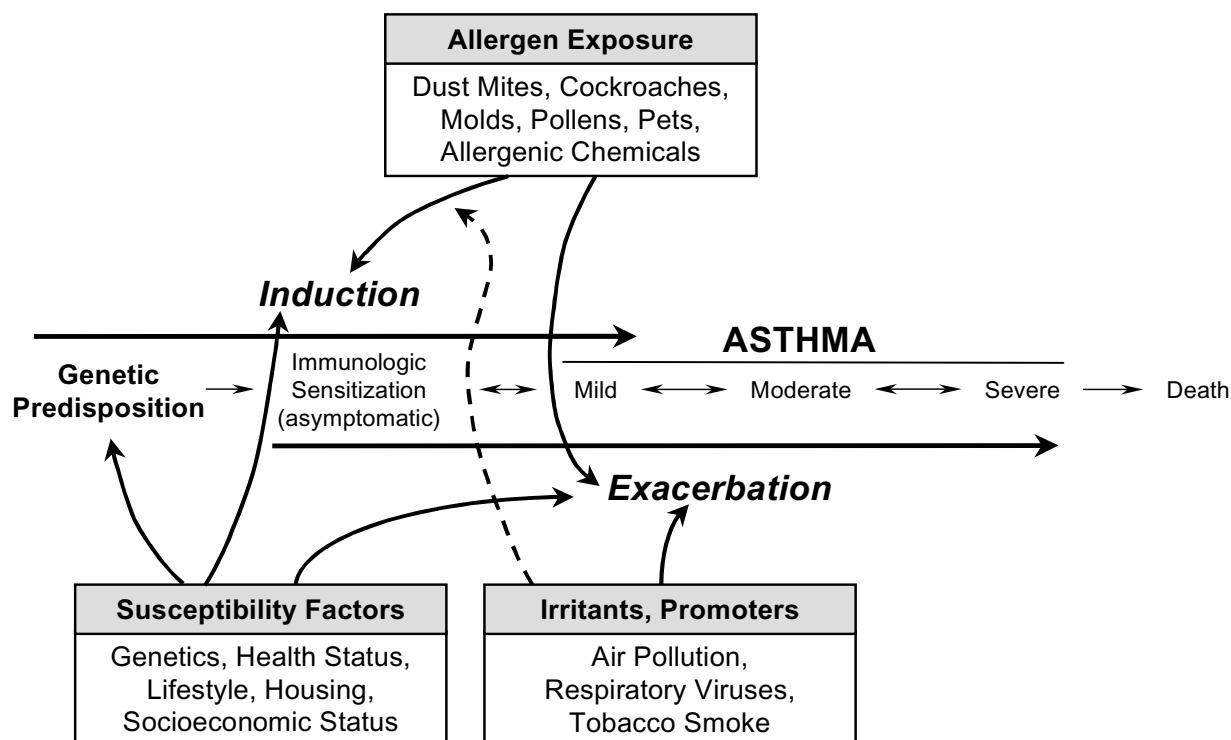 Allergen Exposure
Dust Mites, Cockroaches,
Molds, Pollens, Pets,
Allergenic Chemicals
Induction
ASTHMA
Genetic
Predisposition
Immunologic
Sensitization
(asymptomatic)
Mild
Moderate
Severe
Death
Exacerbation
Susceptibility Factors
Genetics, Health Status,
Lifestyle, Housing,
Socioeconomic Status
Irritants, Promoters
Air Pollution,
Respiratory Viruses,
Tobacco Smoke